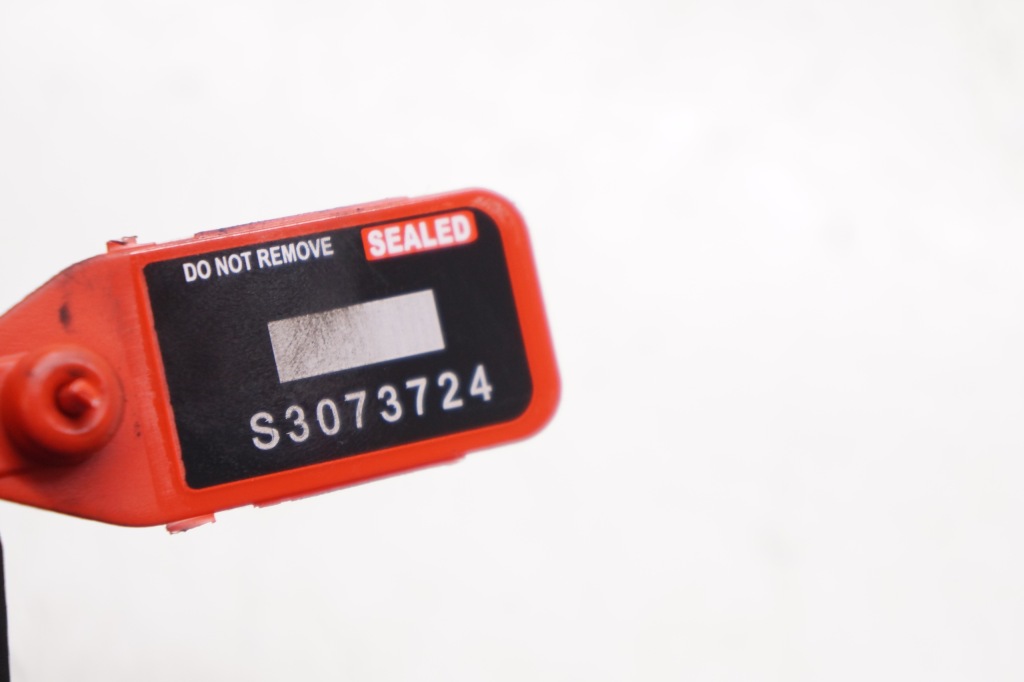 DO NOT REMOVE SEALED
S3073724